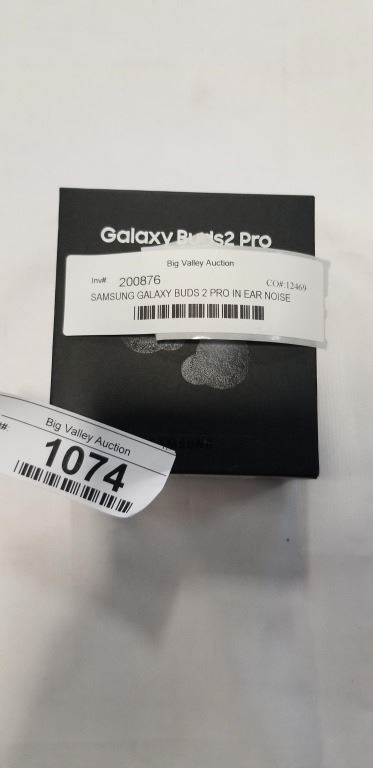 Galaxy Buds2 Pro
Big Valley Auction
Inv#: 200876 CO#:12469
SAMSUNG GALAXY BUDS 2 PRO IN EAR NOISE
SAMSUNG
#:
Big Valley Auction
1074